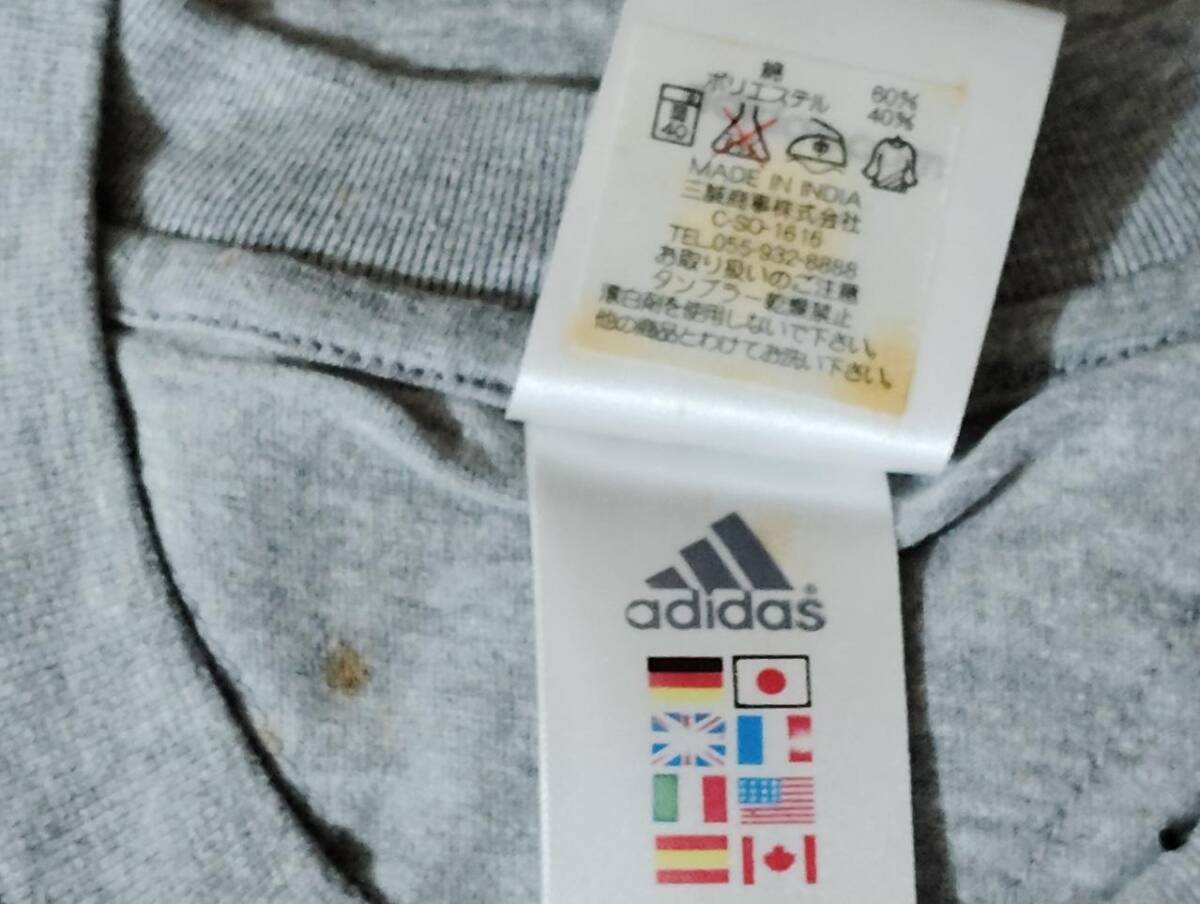 綿 60%
ポリエステル 40%
40
MADE IN INDIA
三誠商事株式会社
C-SO-1616
TEL.055-932-8888
お取り扱いのご注意
タンブラー乾燥禁止
漂白剤を使用しないで下さい。
他の商品とわけてお洗い下さい。
adidas®